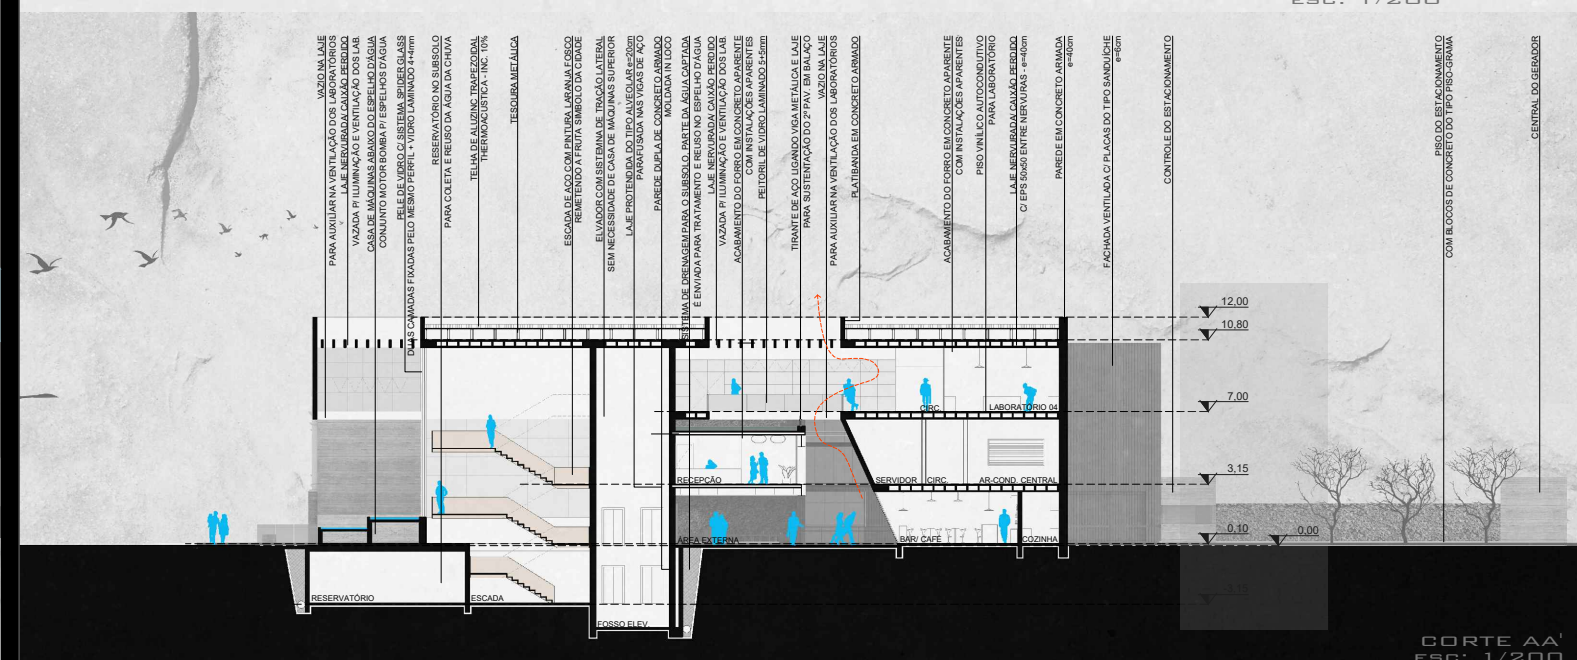 ESC: 1/200
VAZIO NA LAJE
PARA AUXILIAR NA VENTILAÇÃO DOS LABORATÓRIOS
LAJE NERVURADA/ CAIXÃO PERDIDO
VAZADA P/ ILUMINAÇÃO E VENTILAÇÃO DOS LAB.
CASA DE MÁQUINAS ABAIXO DO ESPELHO D'ÁGUA
CONJUNTO MOTOR BOMBA P/ ESPELHOS D'ÁGUA
PELE DE VIDRO C/ SISTEMA SPIDER GLASS
DUAS CAMADAS FIXADAS PELO MESMO PERFIL + VIDRO LAMINADO 4+4mm
RESERVATÓRIO NO SUBSOLO
PARA COLETA E REUSO DA ÁGUA DA CHUVA
TELHA DE ALUZINC TRAPEZOIDAL
THERMOACUSTICA - INC. 10%
TESOURA METÁLICA
ESCADA DE AÇO COM PINTURA LARANJA FOSCO
REMETENDO A FRUTA SIMBOLO DA CIDADE
ELVADOR COM SISTEMINA DE TRAÇÃO LATERAL
SEM NECESSIDADE DE CASA DE MÁQUINAS SUPERIOR
LAJE PROTENDIDA DO TIPO ALVEOLAR e=20cm
PARAFUSADA NAS VIGAS DE AÇO
PAREDE DUPLA DE CONCRETO ARMADO
MOLDADA IN LOCO
SISTEMA DE DRENAGEM PARA O SUBSOLO. PARTE DA ÁGUA CAPTADA
É ENVIADA PARA TRATAMENTO E REUSO NO ESPELHO D'ÁGUA
LAJE NERVURADA/ CAIXÃO PERDIDO
VAZADA P/ ILUMINAÇÃO E VENTILAÇÃO DOS LAB.
ACABAMENTO DO FORRO EM CONCRETO APARENTE
COM INSTALAÇÕES APARENTES
PEITORIL DE VIDRO LAMINADO 5+5mm
TIRANTE DE AÇO LIGANDO VIGA METÁLICA E LAJE
PARA SUSTENTAÇÃO DO 2º PAV. EM BALAÇO
VAZIO NA LAJE
PARA AUXILIAR NA VENTILAÇÃO DOS LABORATÓRIOS
PLATIBANDA EM CONCRETO ARMADO
ACABAMENTO DO FORRO EM CONCRETO APARENTE
COM INSTALAÇÕES APARENTES
PISO VINÍLICO AUTOCONDUTIVO
PARA LABORATÓRIO
LAJE NERVURADA/ CAIXÃO PERDIDO
C/ EPS 50x50 ENTRE NERVURAS - e=40cm
PAREDE EM CONCRETO ARMADA
e=40cm
FACHADA VENTILADA C/ PLACAS DO TIPO SANDUÍCHE
e=6cm
CONTROLE DO ESTACIONAMENTO
PISO DO ESTACIONAMENTO
COM BLOCOS DE CONCRETO DO TIPO PISO-GRAMA
CENTRAL DO GERADOR
12,00
10,80
7,00
3,15
0,10
0,00
-3,15
CIRC.
LABORATÓRIO 04
RECEPÇÃO
SERVIDOR
CIRC.
AR-COND. CENTRAL
ÁREA EXTERNA
BAR/ CAFÉ
COZINHA
RESERVATÓRIO
ESCADA
FOSSO ELEV.
CORTE AA'
ESC: 1/200